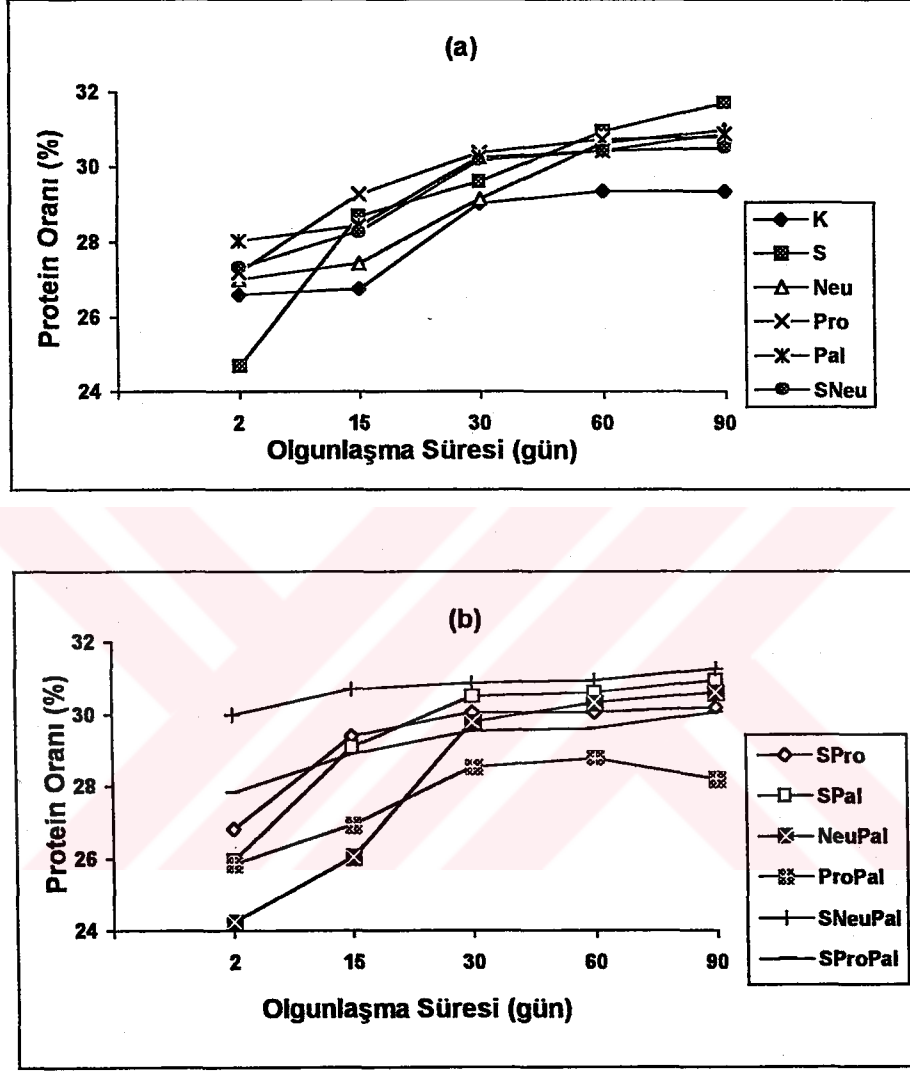 (a)
Protein Oranı (%)
32
30
28
26
24
2 15 30 60 90
Olgunlaşma Süresi (gün)
K
S
Neu
Pro
Pal
SNeu
(b)
Protein Oranı (%)
32
30
28
26
24
2 15 30 60 90
Olgunlaşma Süresi (gün)
SPro
SPal
NeuPal
ProPal
SNeuPal
SProPal